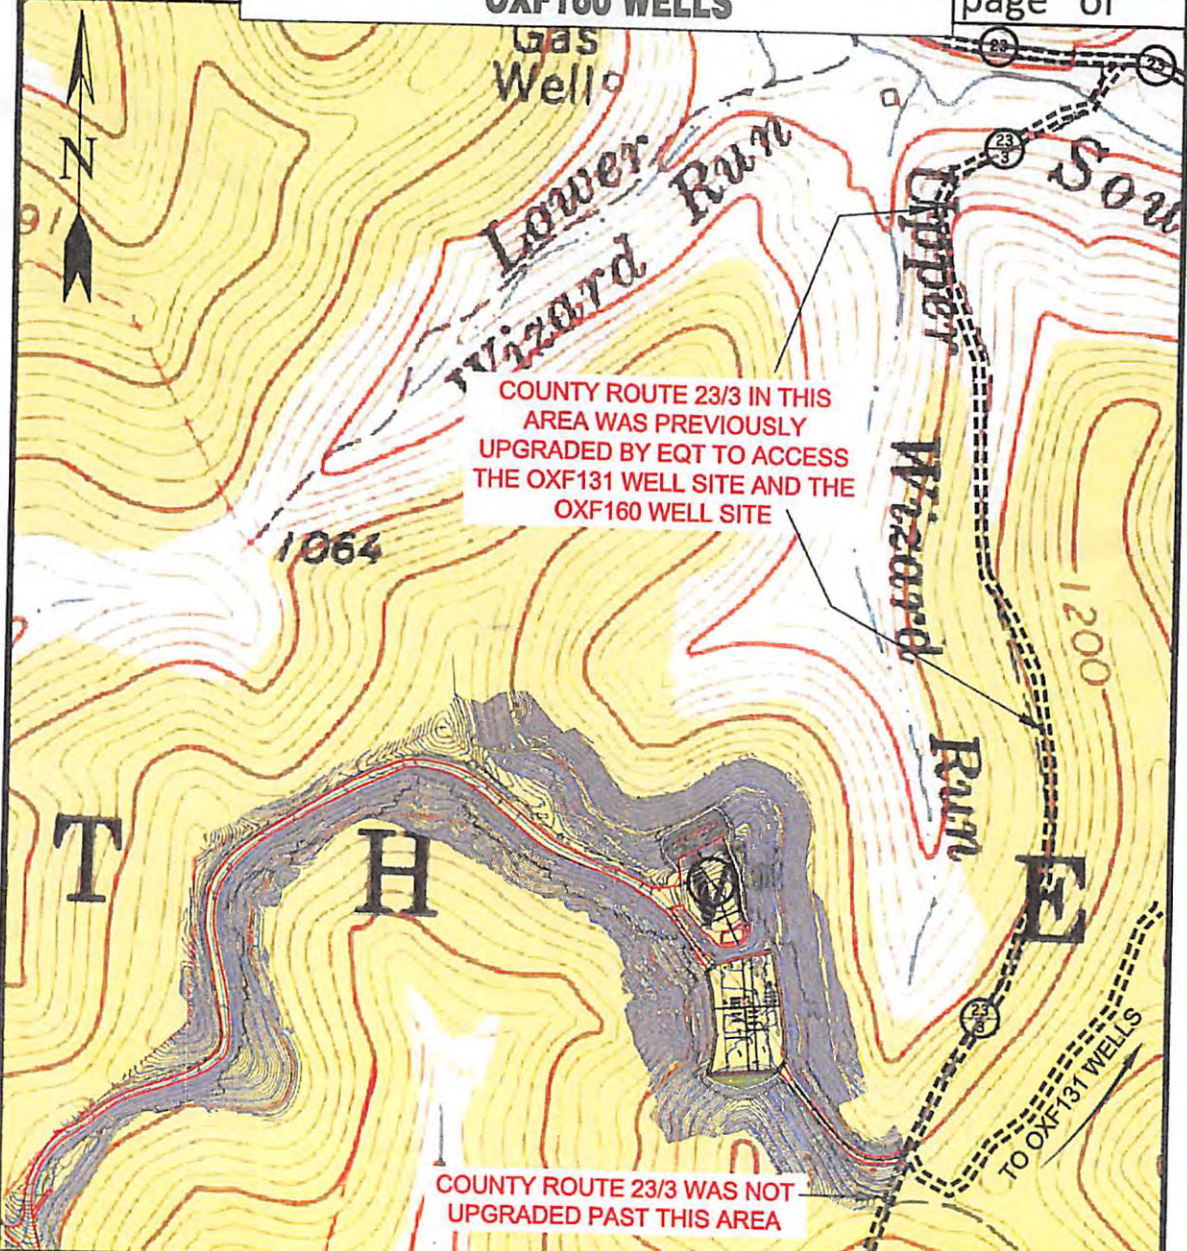 OXF160 WELLS
page of
Gas
Well
23
23
23
3
N
Lower
Wizard Run
Sou
Upper
Wizard
Run
91
COUNTY ROUTE 23/3 IN THIS
AREA WAS PREVIOUSLY
UPGRADED BY EQT TO ACCESS
THE OXF131 WELL SITE AND THE
OXF160 WELL SITE
1064
1200
T
H
E
23
3
TO OXF131 WELLS
COUNTY ROUTE 23/3 WAS NOT
UPGRADED PAST THIS AREA